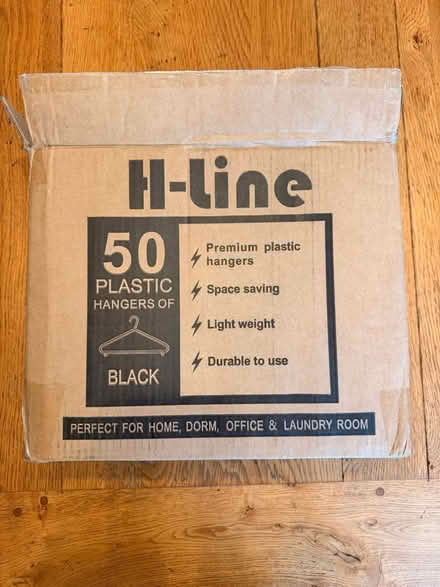 H-Line
50
PLASTIC
HANGERS OF
BLACK
Premium plastic
hangers
Space saving
Light weight
Durable to use
PERFECT FOR HOME, DORM, OFFICE & LAUNDRY ROOM